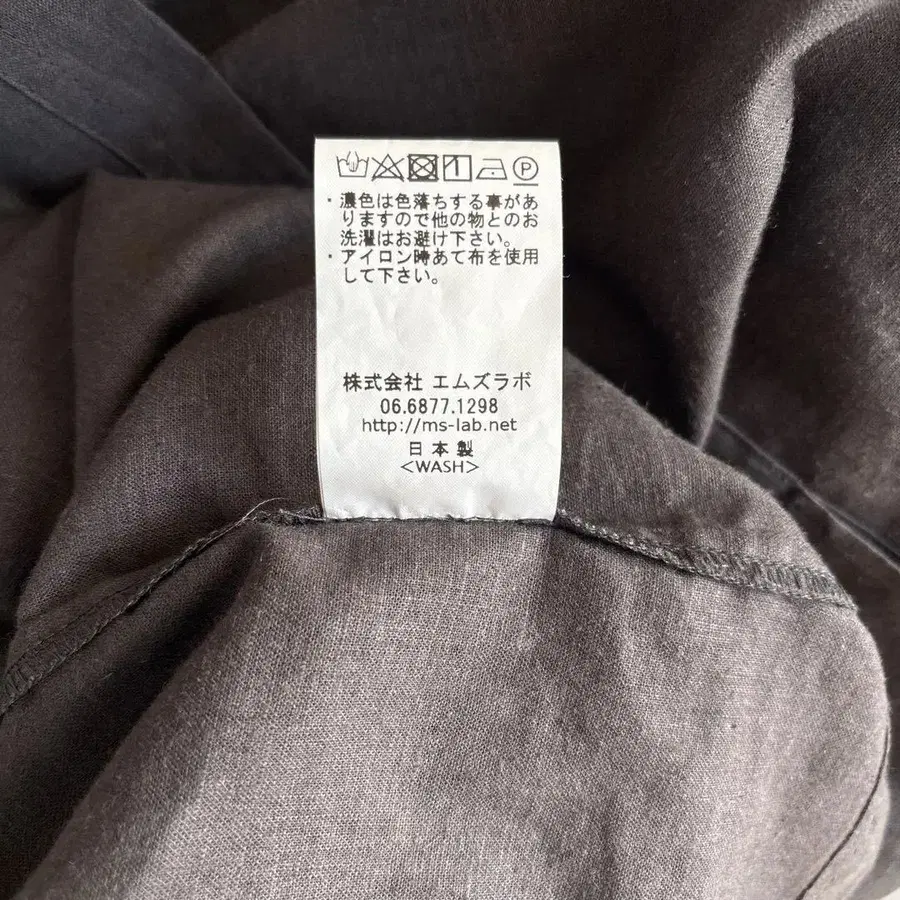 ・濃色は色落ちする事があ
りますので他の物とのお
洗濯はお避け下さい。
・アイロン時あて布を使用
して下さい。
株式会社 エムズラボ
06.6877.1298
http://ms-lab.net
日本製
<WASH>